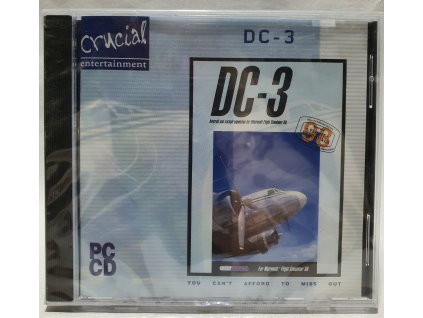 crucial
entertainment
DC-3
DC-3
Aircraft and cockpit expansion for Microsoft Flight Simulator 98
98
For Microsoft Flight Simulator 98
PC
CD
YOU CAN'T AFFORD TO MISS OUT